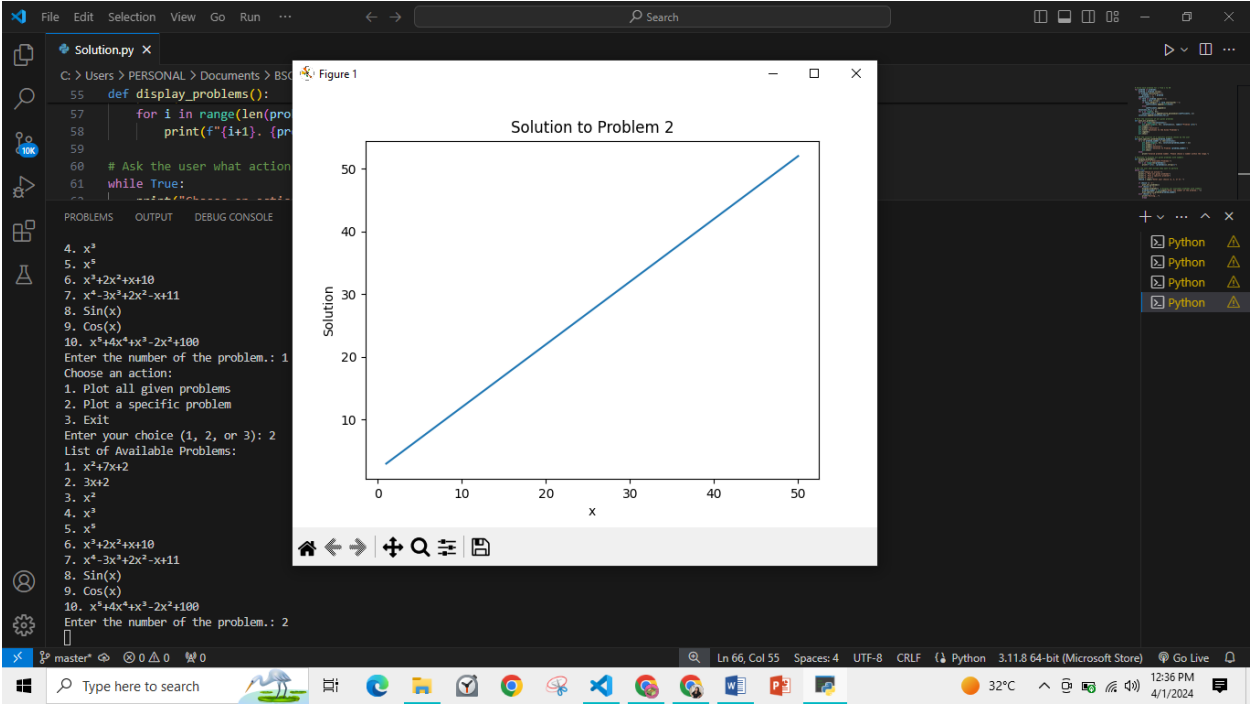 File Edit Selection View Go Run ···
Search
Solution.py
C: > Users > PERSONAL > Documents > BSC
55 def display_problems():
57 for i in range(len(pro
58 print(f"{i+1}. {pr
59
60 # Ask the user what action
61 while True:
PROBLEMS OUTPUT DEBUG CONSOLE
4. x³
5. x⁵
6. x³+2x²+x+10
7. x⁴-3x³+2x²-x+11
8. Sin(x)
9. Cos(x)
10. x⁵+4x⁴+x³-2x²+100
Enter the number of the problem.: 1
Choose an action:
1. Plot all given problems
2. Plot a specific problem
3. Exit
Enter your choice (1, 2, or 3): 2
List of Available Problems:
1. x²+7x+2
2. 3x+2
3. x²
4. x³
5. x⁵
6. x³+2x²+x+10
7. x⁴-3x³+2x²-x+11
8. Sin(x)
9. Cos(x)
10. x⁵+4x⁴+x³-2x²+100
Enter the number of the problem.: 2
Figure 1
Solution to Problem 2
Solution
50
40
30
20
10
0 10 20 30 40 50
x
Python
Python
Python
Python
10K
master* 0 0 0
Ln 66, Col 55 Spaces: 4 UTF-8 CRLF Python 3.11.8 64-bit (Microsoft Store) Go Live
Type here to search
32°C
12:36 PM
4/1/2024